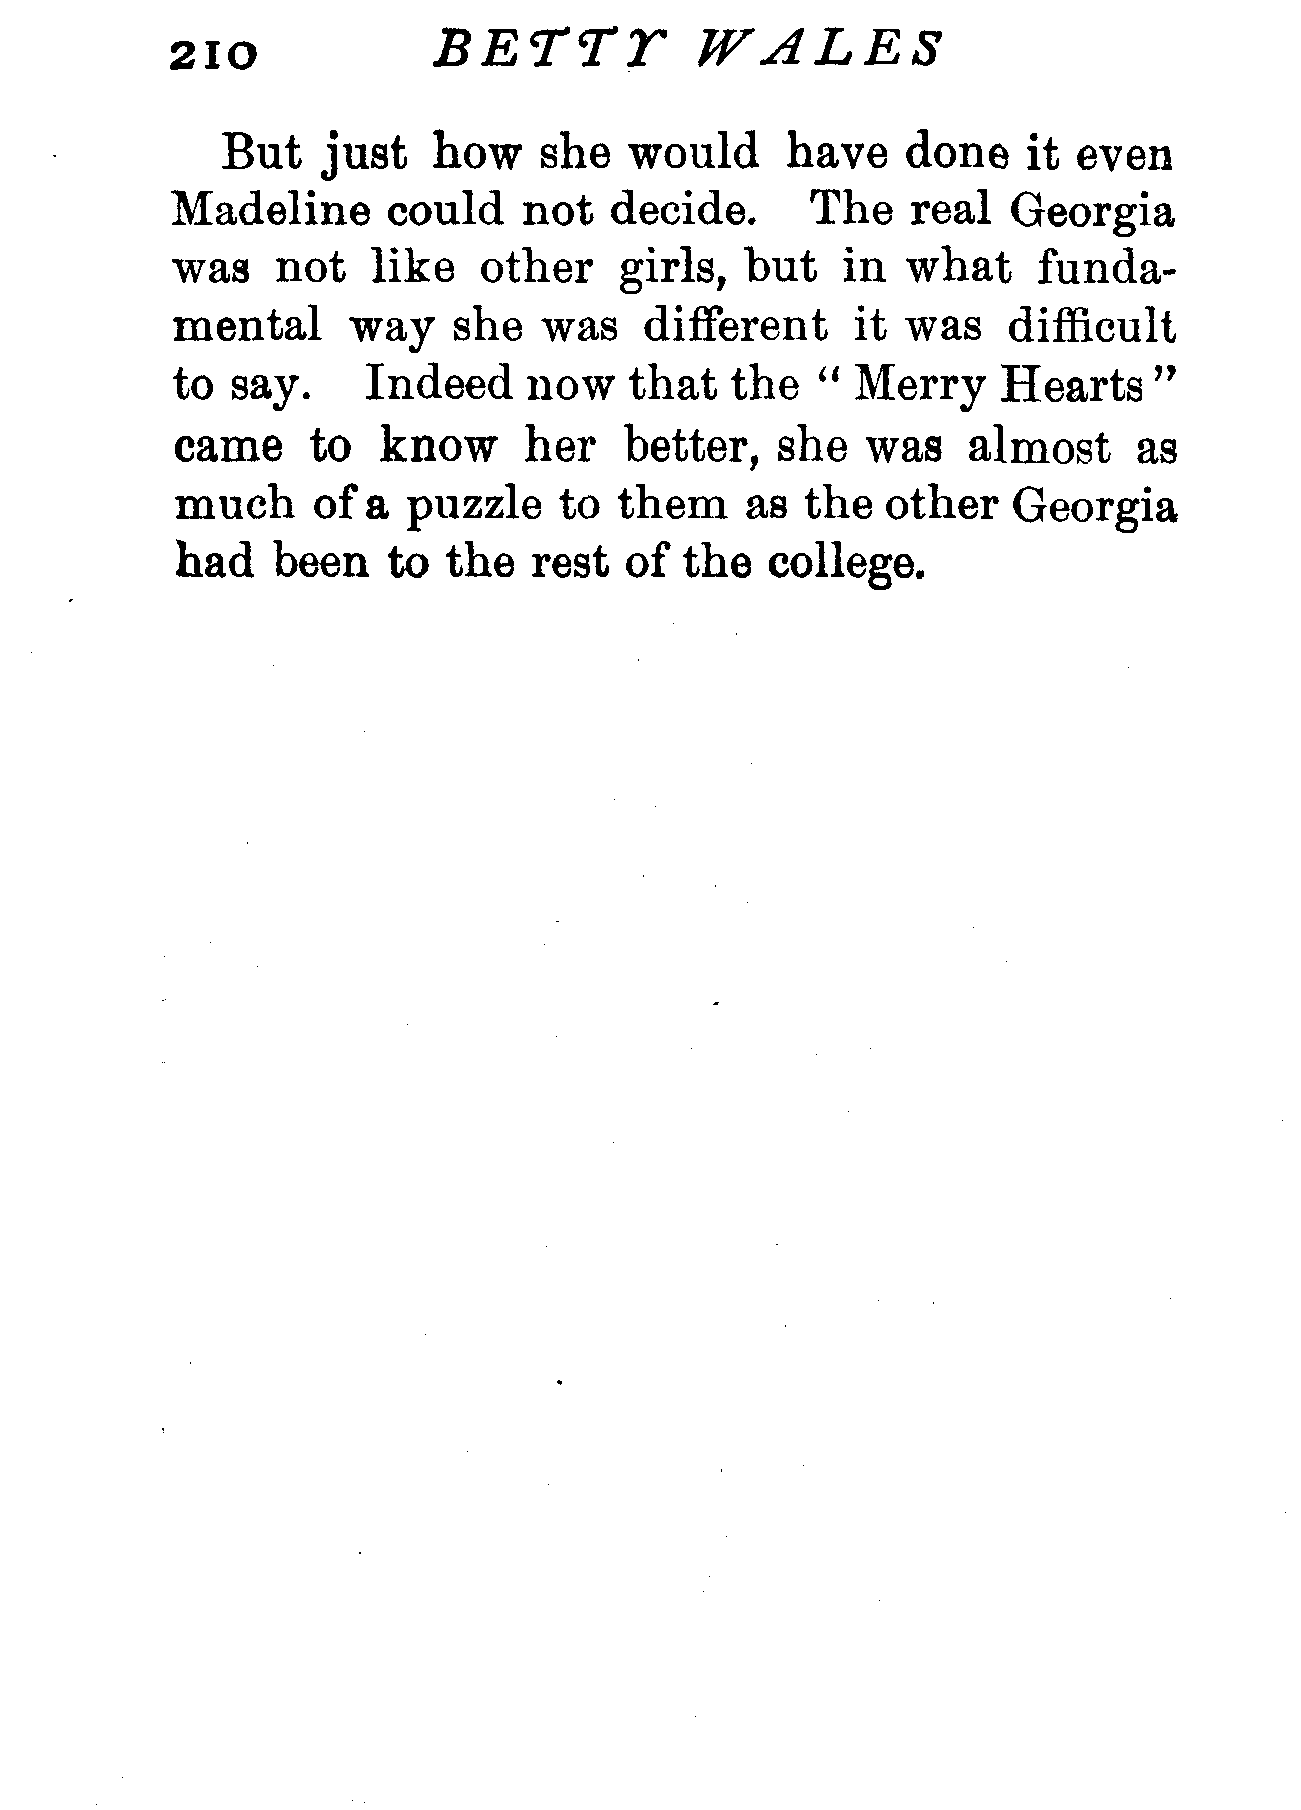 210 BETTY WALES
But just how she would have done it even
Madeline could not decide. The real Georgia
was not like other girls, but in what funda-
mental way she was different it was difficult
to say. Indeed now that the “ Merry Hearts ”
came to know her better, she was almost as
much of a puzzle to them as the other Georgia
had been to the rest of the college.